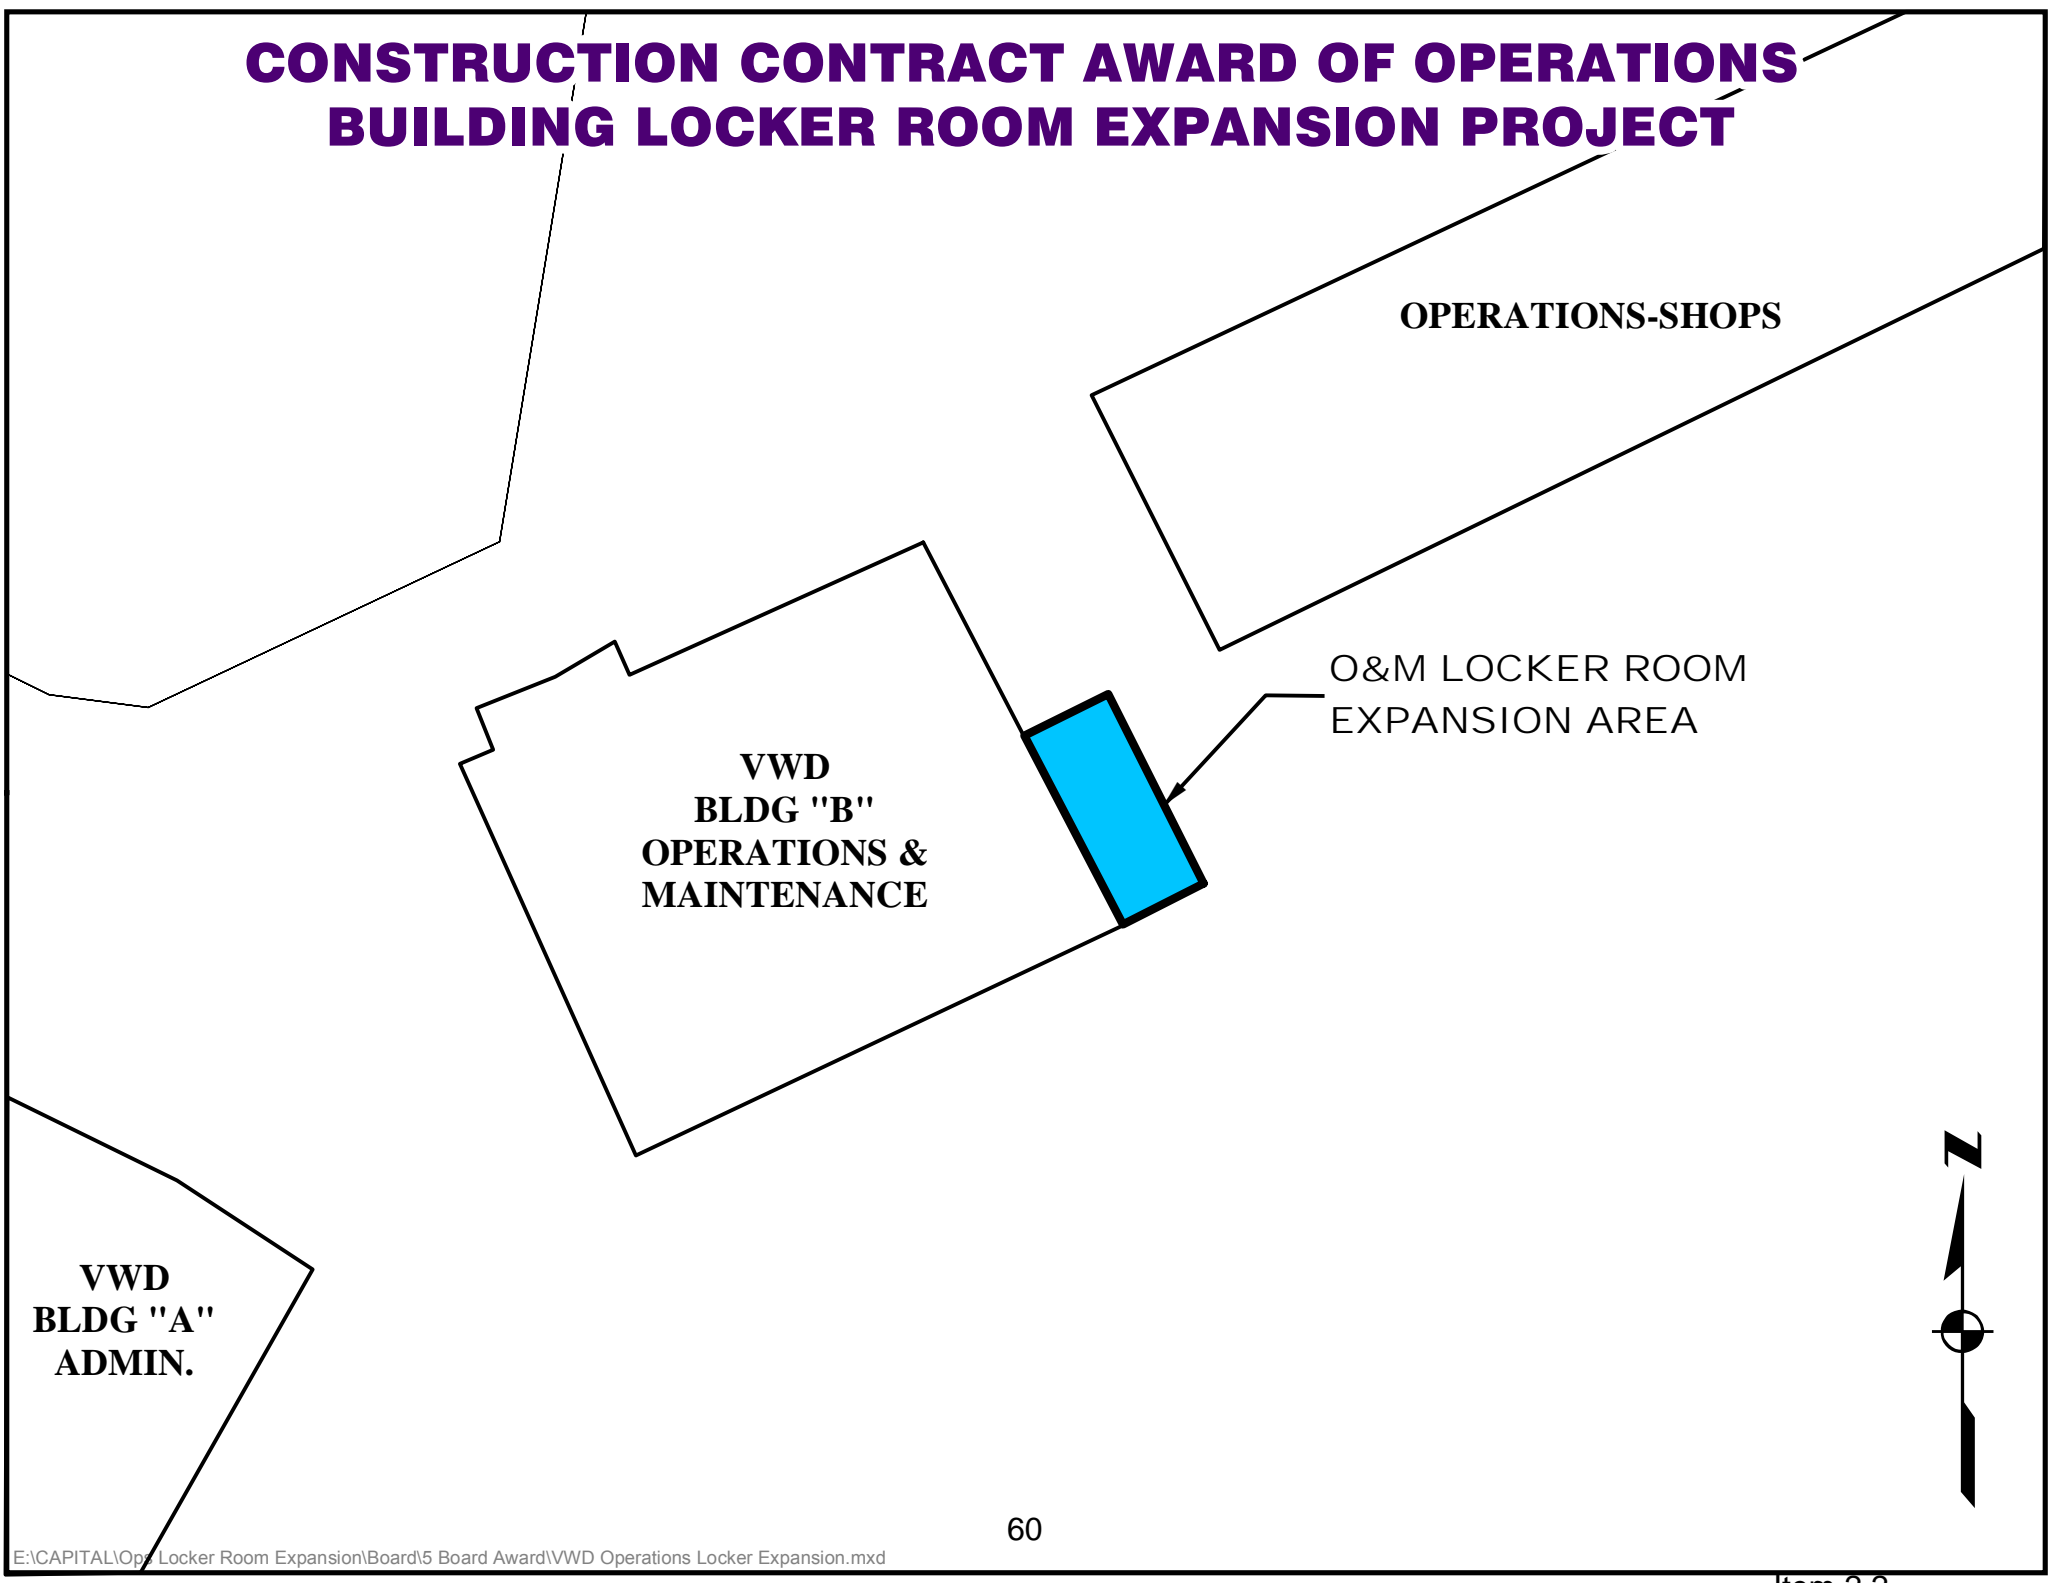 CONSTRUCTION CONTRACT AWARD OF OPERATIONS
BUILDING LOCKER ROOM EXPANSION PROJECT
OPERATIONS-SHOPS
O&M LOCKER ROOM
EXPANSION AREA
VWD
BLDG "B"
OPERATIONS &
MAINTENANCE
VWD
BLDG "A"
ADMIN.
N
60
E:\CAPITAL\Ops Locker Room Expansion\Board\5 Board Award\VWD Operations Locker Expansion.mxd
Item